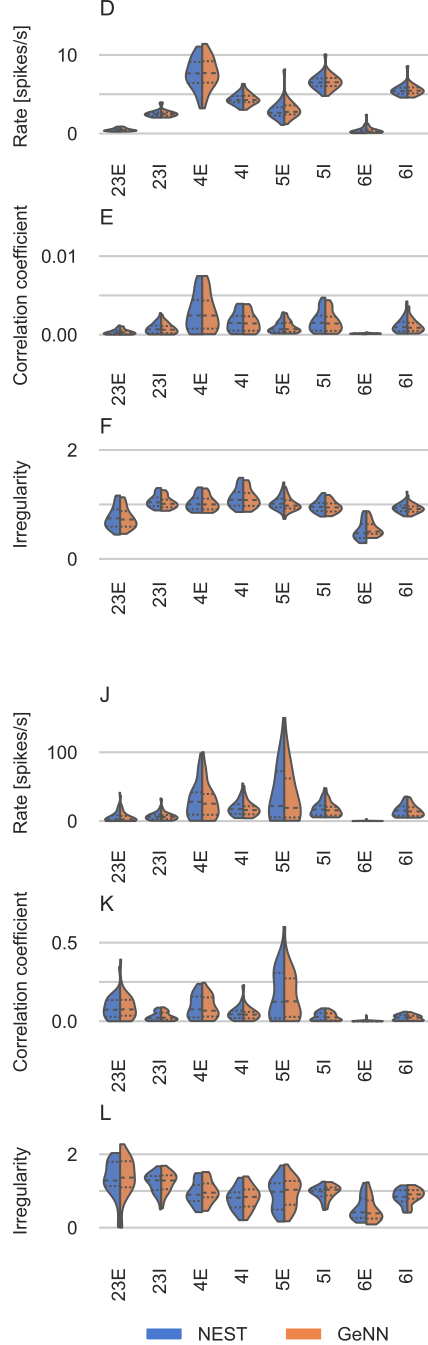 D
Rate [spikes/s]
10
0
23E 23I 4E 4I 5E 5I 6E 6I
E
Correlation coefficient
0.01
0.00
23E 23I 4E 4I 5E 5I 6E 6I
F
Irregularity
2
0
23E 23I 4E 4I 5E 5I 6E 6I
J
Rate [spikes/s]
100
0
23E 23I 4E 4I 5E 5I 6E 6I
K
Correlation coefficient
0.5
0.0
23E 23I 4E 4I 5E 5I 6E 6I
L
Irregularity
2
0
23E 23I 4E 4I 5E 5I 6E 6I
NEST GeNN